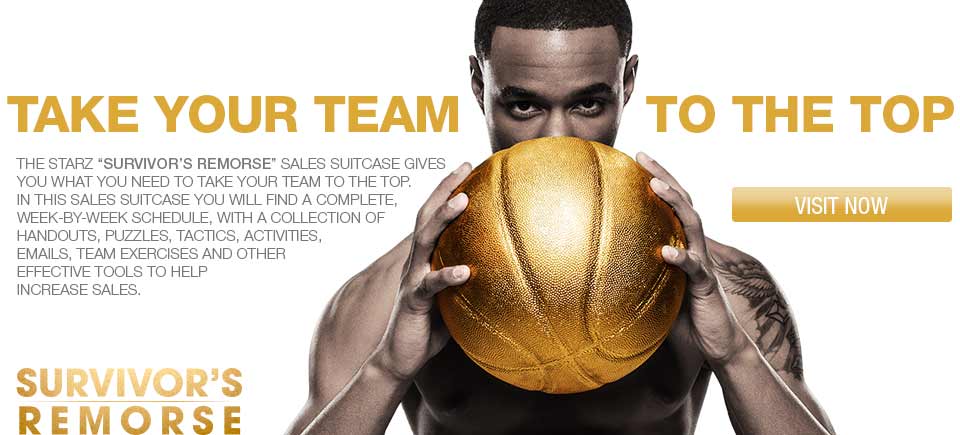 TAKE YOUR TEAM TO THE TOP
THE STARZ “SURVIVOR’S REMORSE” SALES SUITCASE GIVES
YOU WHAT YOU NEED TO TAKE YOUR TEAM TO THE TOP.
IN THIS SALES SUITCASE YOU WILL FIND A COMPLETE,
WEEK-BY-WEEK SCHEDULE, WITH A COLLECTION OF
HANDOUTS, PUZZLES, TACTICS, ACTIVITIES,
EMAILS, TEAM EXERCISES AND OTHER
EFFECTIVE TOOLS TO HELP
INCREASE SALES.
VISIT NOW
SURVIVOR’S
REMORSE